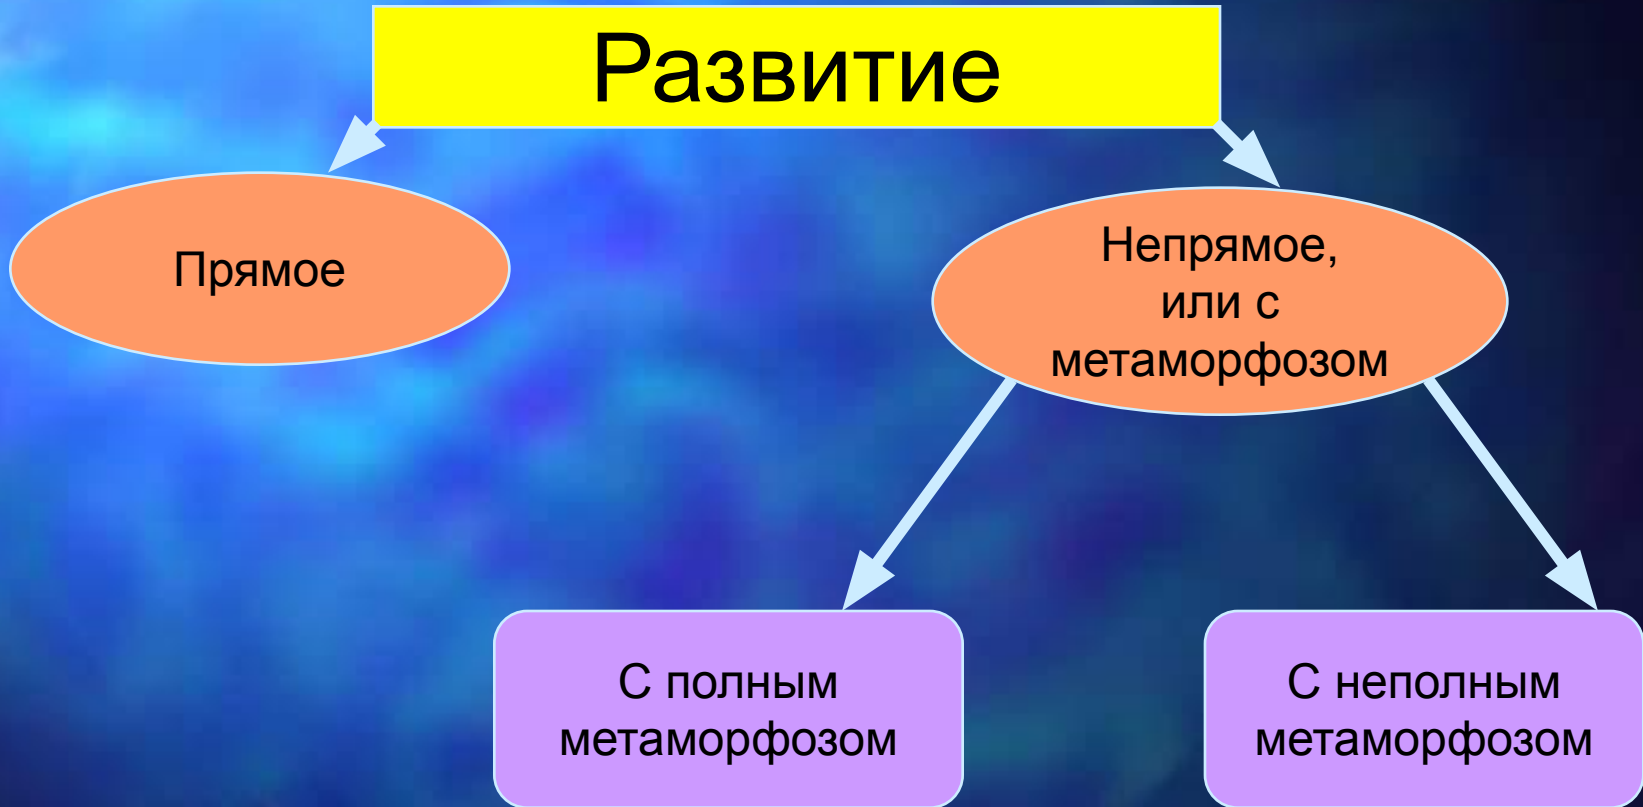 Развитие
Прямое
Непрямое,
или с
метаморфозом
С полным
метаморфозом
С неполным
метаморфозом